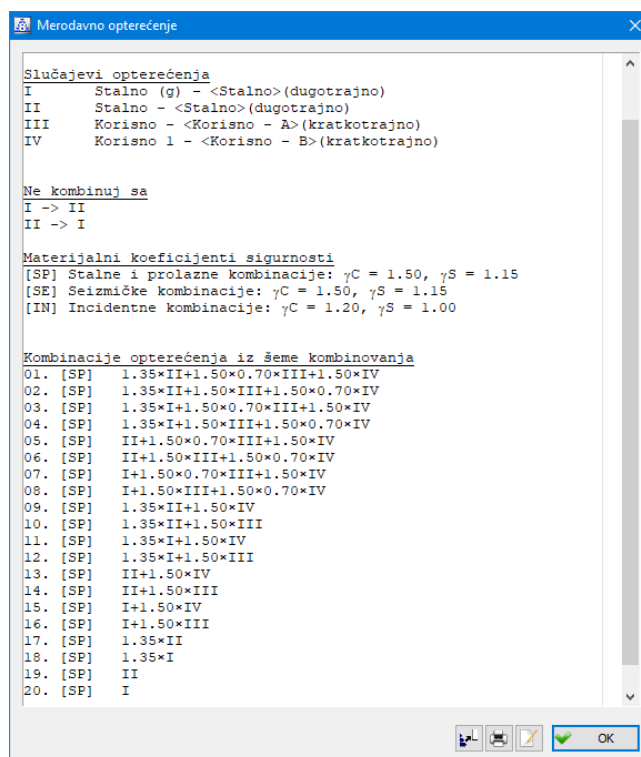 Merodavno opterećenje
Slučajevi opterećenja
I Stalno (g) - <Stalno>(dugotrajno)
II Stalno - <Stalno>(dugotrajno)
III Korisno - <Korisno - A>(kratkotrajno)
IV Korisno 1 - <Korisno - B>(kratkotrajno)
Ne kombinuj sa
I -> II
II -> I
Materijalni koeficijenti sigurnosti
[SP] Stalne i prolazne kombinacije: γC = 1.50, γS = 1.15
[SE] Seizmičke kombinacije: γC = 1.50, γS = 1.15
[IN] Incidentne kombinacije: γC = 1.20, γS = 1.00
Kombinacije opterećenja iz šeme kombinovanja
01. [SP] 1.35×II+1.50×0.70×III+1.50×IV
02. [SP] 1.35×II+1.50×III+1.50×0.70×IV
03. [SP] 1.35×I+1.50×0.70×III+1.50×IV
04. [SP] 1.35×I+1.50×III+1.50×0.70×IV
05. [SP] II+1.50×0.70×III+1.50×IV
06. [SP] II+1.50×III+1.50×0.70×IV
07. [SP] I+1.50×0.70×III+1.50×IV
08. [SP] I+1.50×III+1.50×0.70×IV
09. [SP] 1.35×II+1.50×IV
10. [SP] 1.35×II+1.50×III
11. [SP] 1.35×I+1.50×IV
12. [SP] 1.35×I+1.50×III
13. [SP] II+1.50×IV
14. [SP] II+1.50×III
15. [SP] I+1.50×IV
16. [SP] I+1.50×III
17. [SP] 1.35×II
18. [SP] 1.35×I
19. [SP] II
20. [SP] I
OK